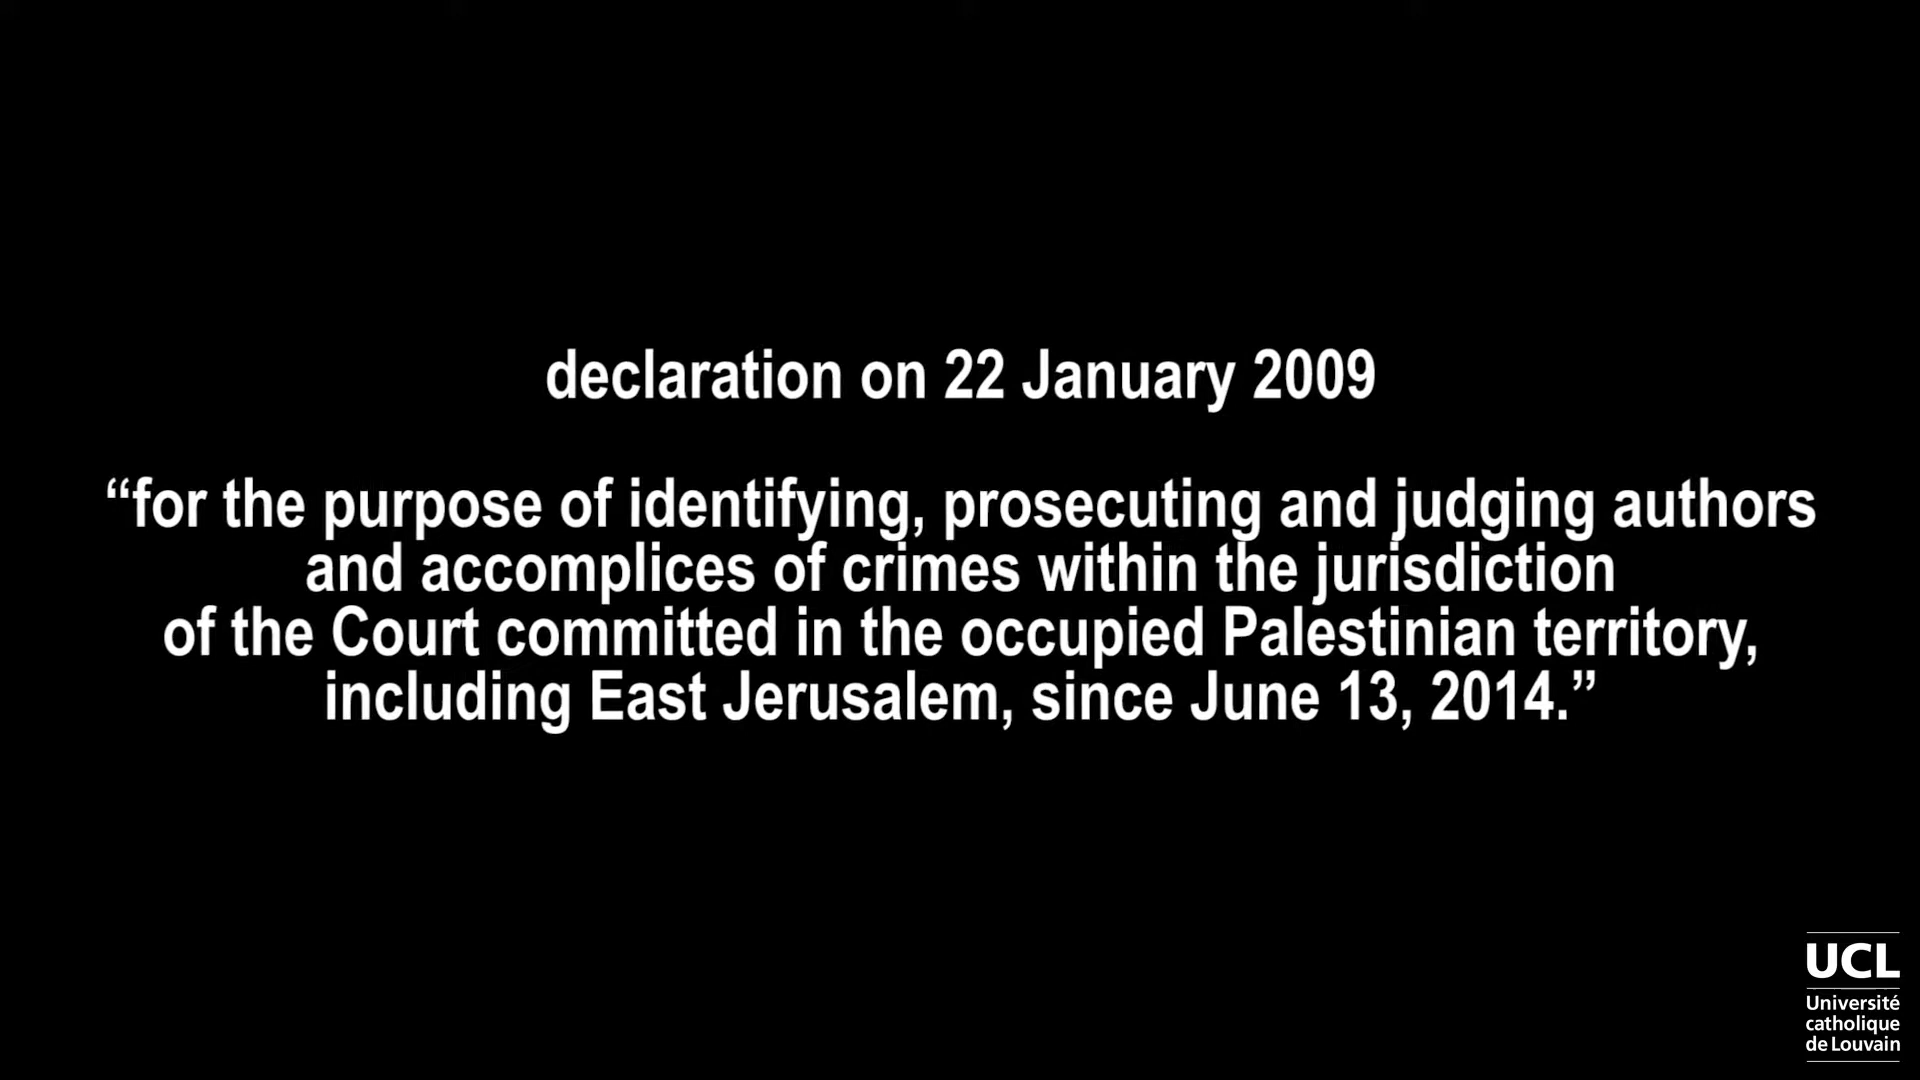 declaration on 22 January 2009
“for the purpose of identifying, prosecuting and judging authors
and accomplices of crimes within the jurisdiction
of the Court committed in the occupied Palestinian territory,
including East Jerusalem, since June 13, 2014.”
UCL
Université
catholique
de Louvain